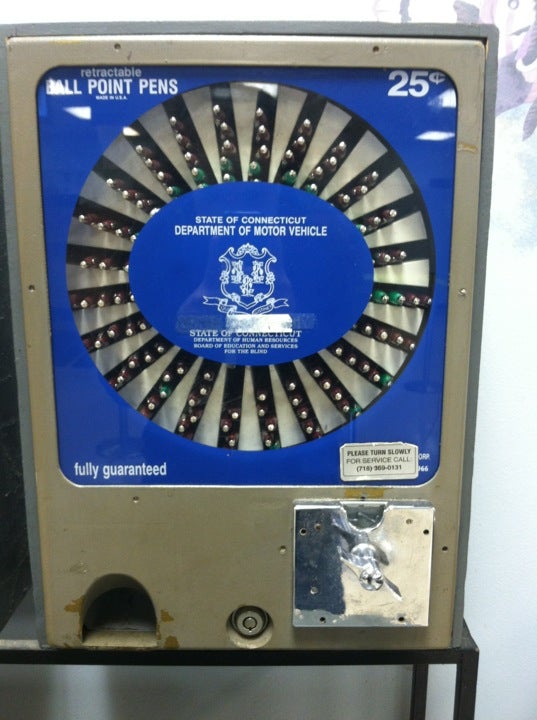 retractable
BALL POINT PENS
MADE IN U.S.A.
25¢
STATE OF CONNECTICUT
DEPARTMENT OF MOTOR VEHICLE
STATE OF CONNECTICUT
DEPARTMENT OF HUMAN RESOURCES
BOARD OF EDUCATION AND SERVICES
FOR THE BLIND
fully guaranteed
PLEASE TURN SLOWLY
FOR SERVICE CALL:
(718) 369-0131
ORP.
966